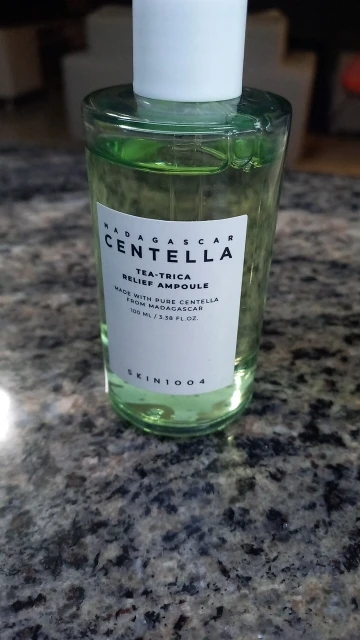 MADAGASCAR
CENTELLA
TEA-TRICA
RELIEF AMPOULE
MADE WITH PURE CENTELLA
FROM MADAGASCAR
100 ML / 3.38 FL.OZ.
SKIN1004